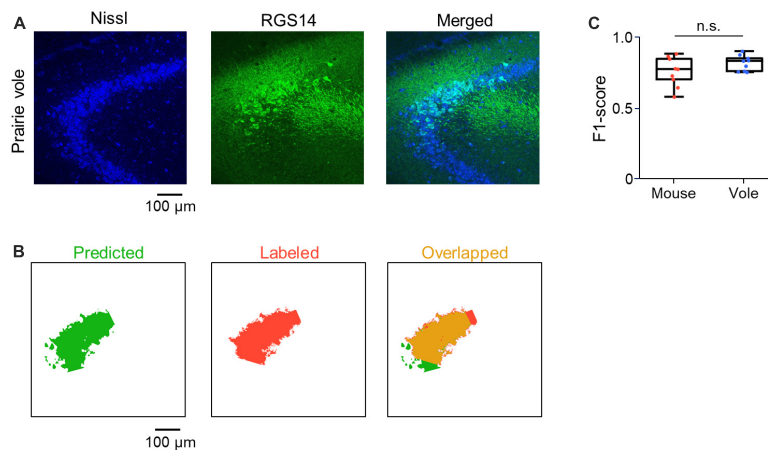 A
Nissl
RGS14
Merged
Prairie vole
100 µm
B
Predicted
Labeled
Overlapped
100 µm
C
n.s.
1.0
0.5
0
F1-score
Mouse
Vole